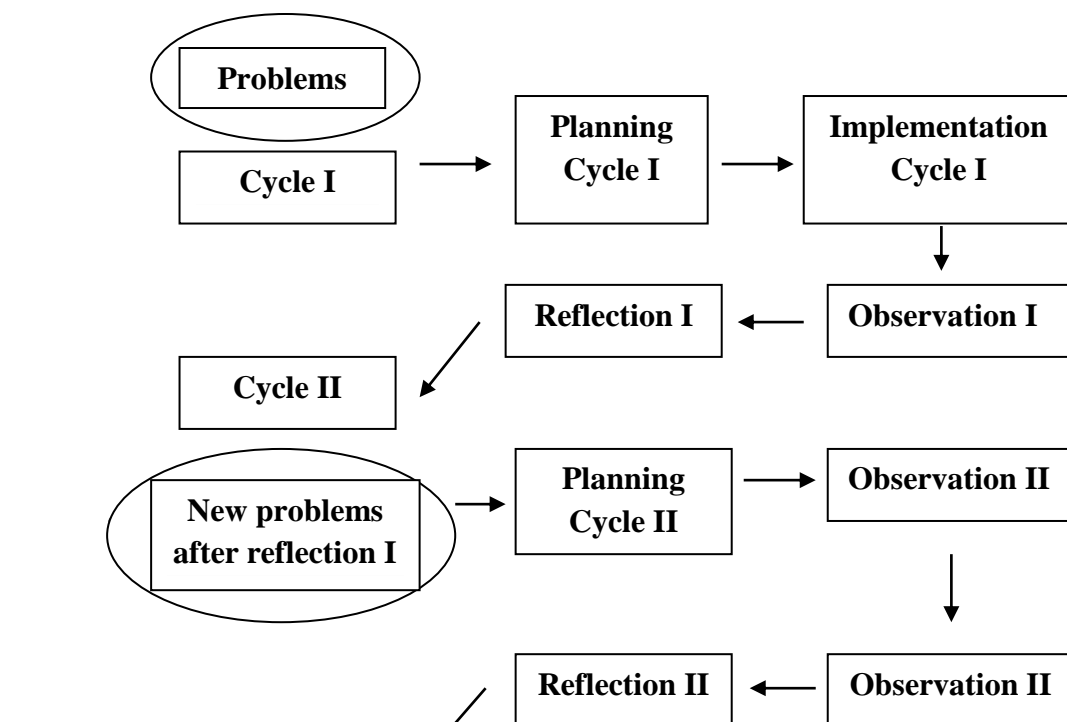 Problems
Cycle I
Planning
Cycle I
Implementation
Cycle I
Reflection I
Observation I
Cycle II
New problems
after reflection I
Planning
Cycle II
Observation II
Reflection II
Observation II